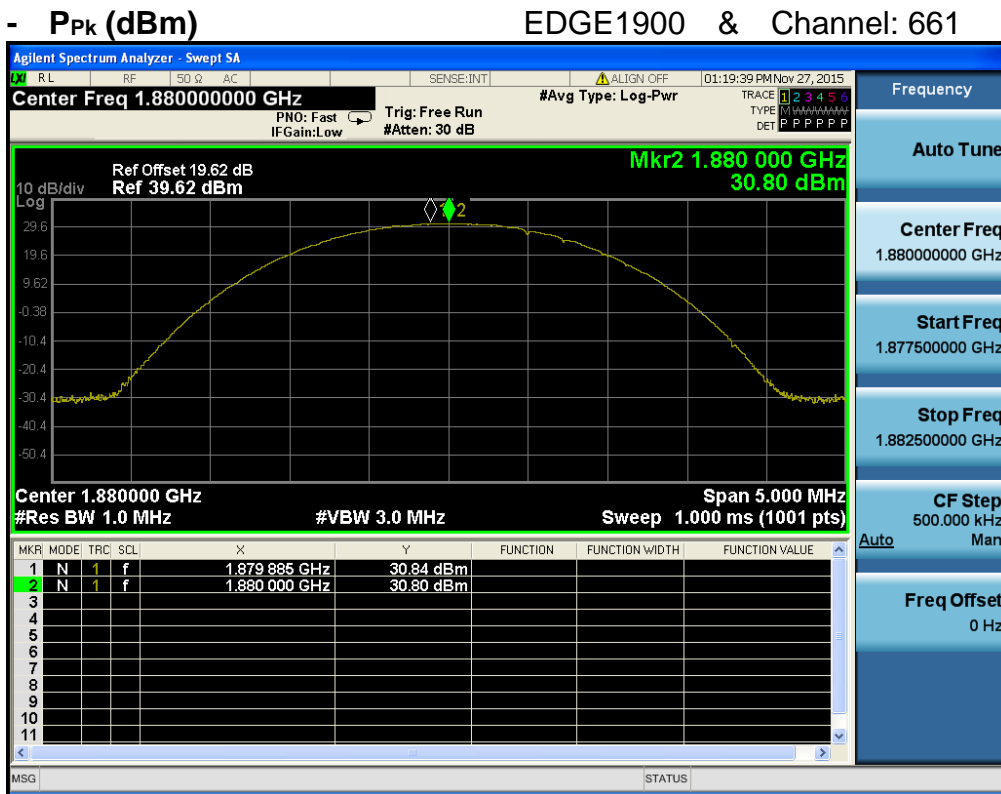 - PPk (dBm) EDGE1900 & Channel: 661
Agilent Spectrum Analyzer - Swept SA
LXI RL RF 50 Ω AC SENSE:INT ALIGN OFF 01:19:39 PM Nov 27, 2015
Center Freq 1.880000000 GHz #Avg Type: Log-Pwr TRACE 1 2 3 4 5 6
PNO: Fast Trig: Free Run TYPE M W W W W W
IFGain:Low #Atten: 30 dB DET P P P P P P
Frequency
Auto Tune
Center Freq
1.880000000 GHz
Start Freq
1.877500000 GHz
Stop Freq
1.882500000 GHz
CF Step
500.000 kHz
Auto Man
Freq Offset
0 Hz
Mkr2 1.880 000 GHz
Ref Offset 19.62 dB
10 dB/div Ref 39.62 dBm 30.80 dBm
Log
2
29.6
19.6
9.62
-0.38
-10.4
-20.4
-30.4
-40.4
-50.4
Center 1.880000 GHz Span 5.000 MHz
#Res BW 1.0 MHz #VBW 3.0 MHz Sweep 1.000 ms (1001 pts)
MKR MODE TRC SCL X Y FUNCTION FUNCTION WIDTH FUNCTION VALUE
1 N 1 f 1.879 885 GHz 30.84 dBm
2 N 1 f 1.880 000 GHz 30.80 dBm
3
4
5
6
7
8
9
10
11
MSG STATUS